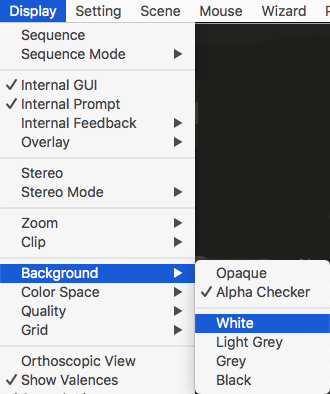 Display Setting Scene Mouse Wizard
Sequence
Sequence Mode
Internal GUI
Internal Prompt
Internal Feedback
Overlay
Stereo
Stereo Mode
Zoom
Clip
Background
Color Space
Quality
Grid
Orthoscopic View
Show Valences
Opaque
Alpha Checker
White
Light Grey
Grey
Black